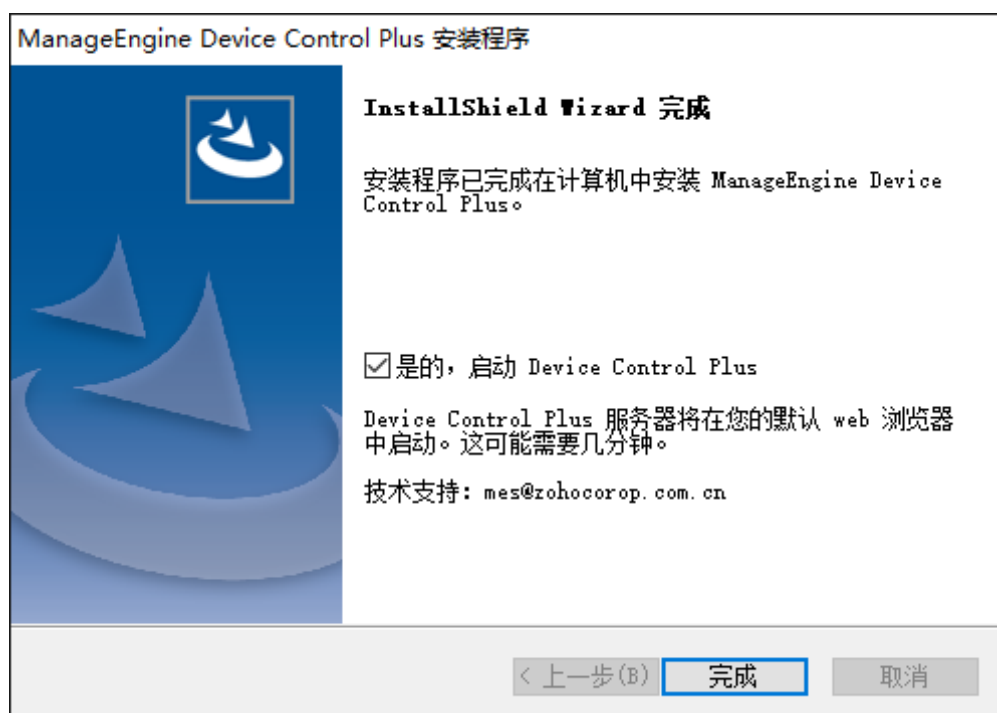 ManageEngine Device Control Plus 安装程序
InstallShield Wizard 完成
安装程序已完成在计算机中安装 ManageEngine Device
Control Plus。
是的，启动 Device Control Plus
Device Control Plus 服务器将在您的默认 web 浏览器
中启动。这可能需要几分钟。
技术支持：mes@zohocorop.com.cn
< 上一步(B)
完成
取消